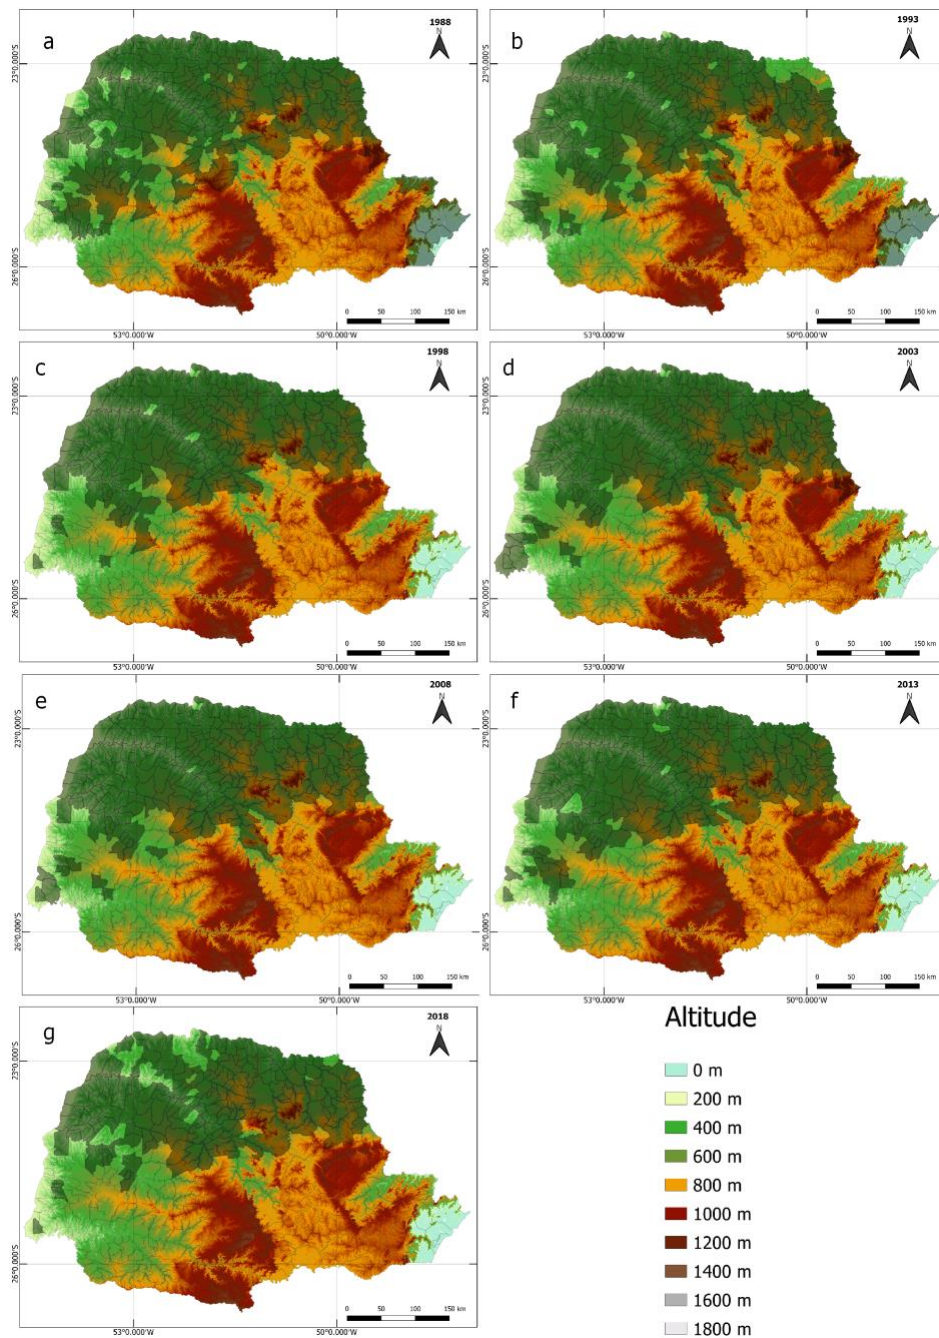 a
1988
N
23°0.000'S
26°0.000'S
0 50 100 150 km
53°0.000'W
50°0.000'W
b
1993
N
23°0.000'S
26°0.000'S
0 50 100 150 km
53°0.000'W
50°0.000'W
c
1998
N
23°0.000'S
26°0.000'S
0 50 100 150 km
53°0.000'W
50°0.000'W
d
2003
N
23°0.000'S
26°0.000'S
0 50 100 150 km
53°0.000'W
50°0.000'W
e
2008
N
23°0.000'S
26°0.000'S
0 50 100 150 km
53°0.000'W
50°0.000'W
f
2013
N
23°0.000'S
26°0.000'S
0 50 100 150 km
53°0.000'W
50°0.000'W
g
2018
N
23°0.000'S
26°0.000'S
0 50 100 150 km
53°0.000'W
50°0.000'W
Altitude
0 m
200 m
400 m
600 m
800 m
1000 m
1200 m
1400 m
1600 m
1800 m